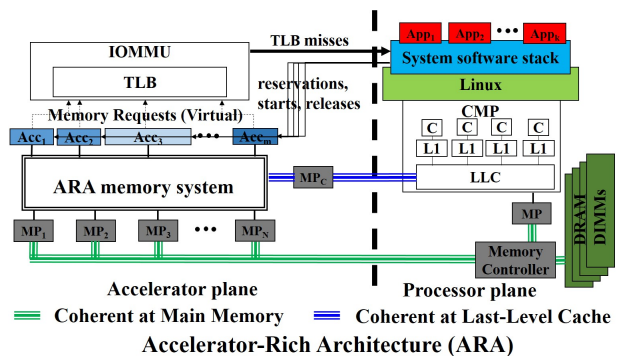 IOMMU
TLB
TLB misses
App1 App2 ••• Appk
System software stack
Linux
reservations,
starts, releases
Memory Requests (Virtual)
Acc1 Acc2 Acc3 ••• Accm
CMP
C C C C
L1 L1 L1 L1
LLC
ARA memory system
MPC
MP
MP1 MP2 MP3 ••• MPN
Memory
Controller
DRAM
DIMMs
Accelerator plane
Processor plane
Coherent at Main Memory
Coherent at Last-Level Cache
Accelerator-Rich Architecture (ARA)